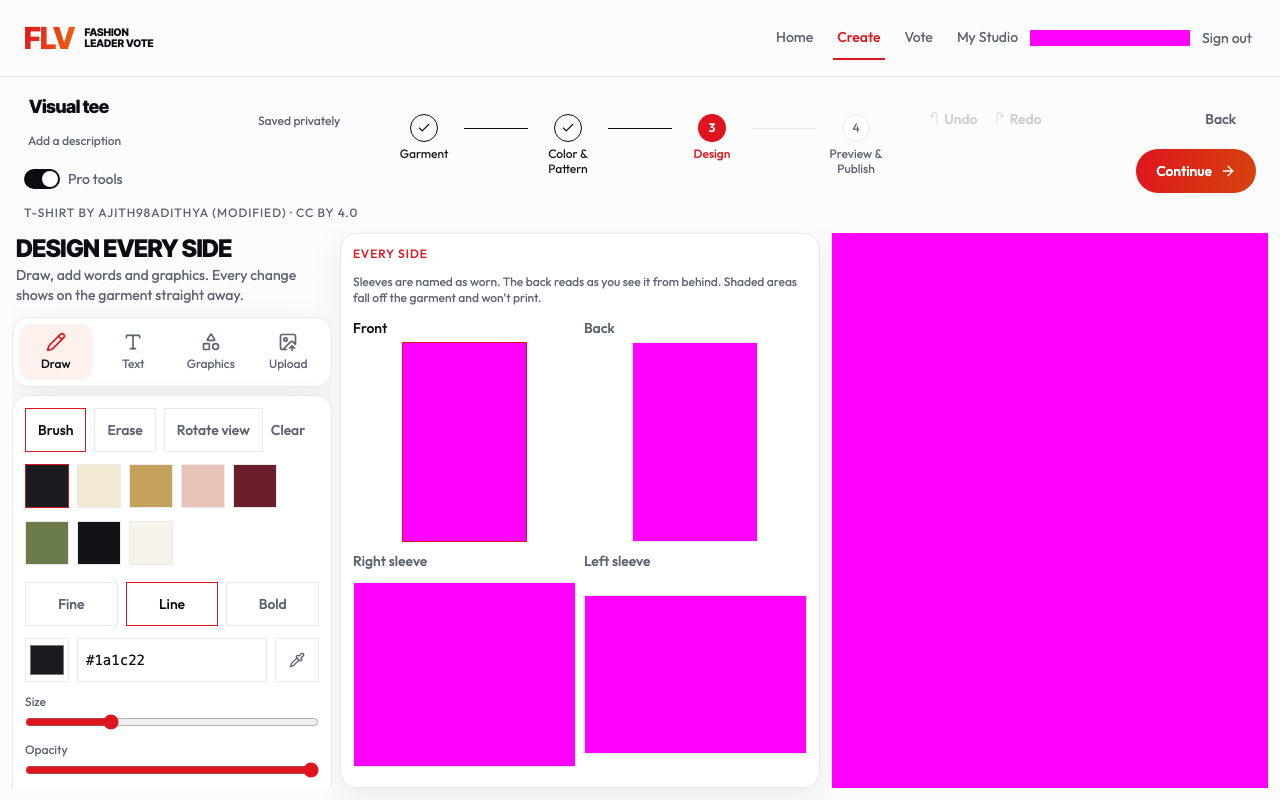 FLV FASHION
LEADER VOTE
Home
Create
Vote
My Studio
Sign out
Visual tee
Add a description
Saved privately
Pro tools
Garment
Color &
Pattern
3
Design
4
Preview &
Publish
Undo
Redo
Back
Continue
T-SHIRT BY AJITH98ADITHYA (MODIFIED) · CC BY 4.0
DESIGN EVERY SIDE
Draw, add words and graphics. Every change
shows on the garment straight away.
Draw
Text
Graphics
Upload
Brush
Erase
Rotate view
Clear
Fine
Line
Bold
#1a1c22
Size
Opacity
EVERY SIDE
Sleeves are named as worn. The back reads as you see it from behind. Shaded areas
fall off the garment and won't print.
Front
Back
Right sleeve
Left sleeve